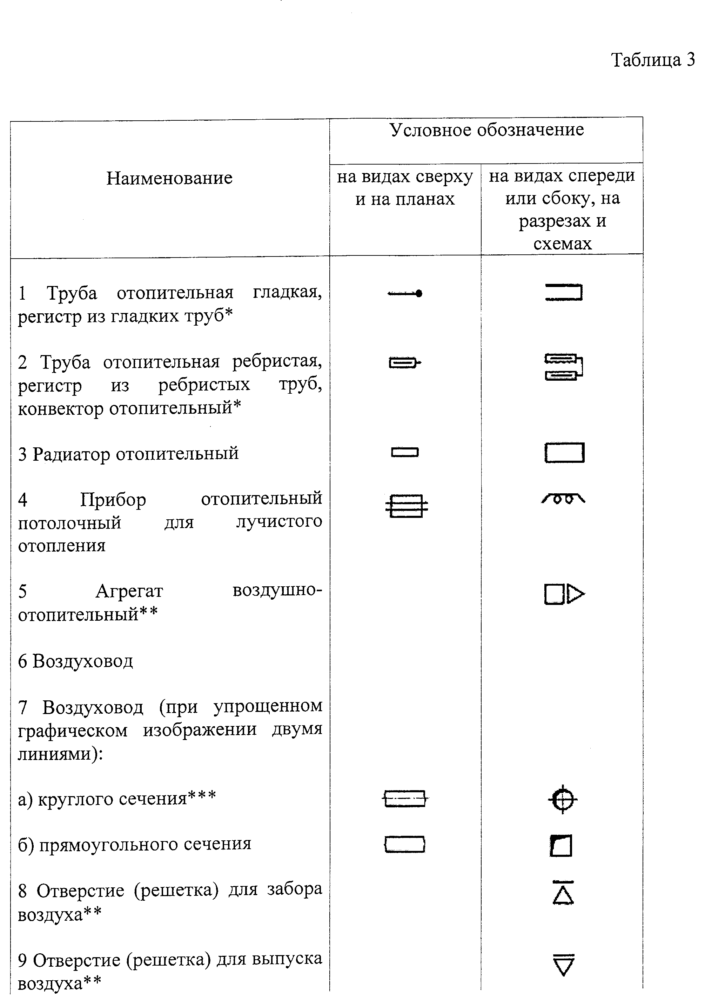 Таблица 3
Условное обозначение
Наименование
на видах сверху
и на планах
на видах спереди
или сбоку, на
разрезах и
схемах
1 Труба отопительная гладкая,
регистр из гладких труб*
2 Труба отопительная ребристая,
регистр из ребристых труб,
конвектор отопительный*
3 Радиатор отопительный
4 Прибор отопительный
потолочный для лучистого
отопления
5 Агрегат воздушно-
отопительный**
6 Воздуховод
7 Воздуховод (при упрощенном
графическом изображении двумя
линиями):
а) круглого сечения***
б) прямоугольного сечения
8 Отверстие (решетка) для забора
воздуха**
9 Отверстие (решетка) для выпуска
воздуха**